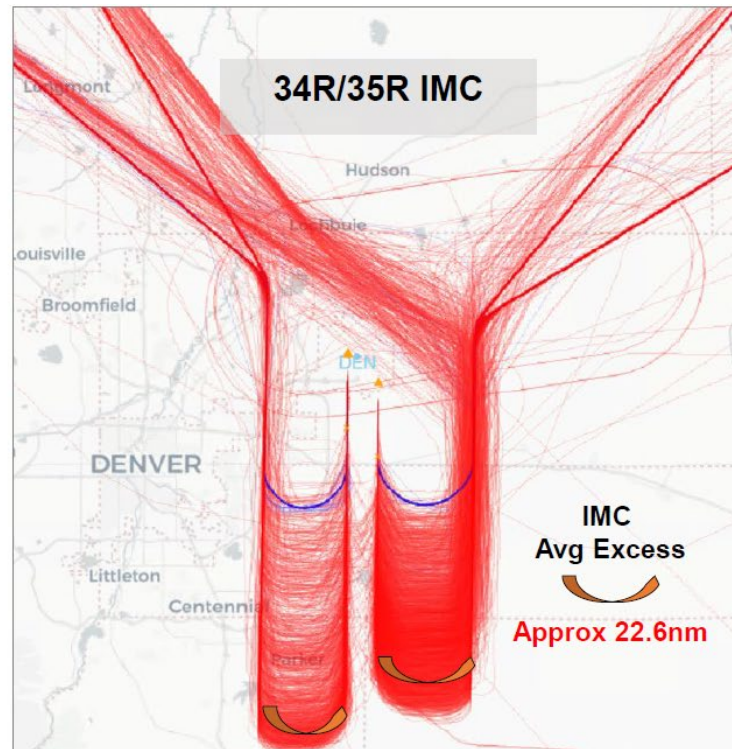 34R/35R IMC
Longmont
Hudson
Lochbuie
Louisville
Broomfield
DEN
DENVER
IMC
Avg Excess
Littleton
Centennial
Approx 22.6nm
Parker